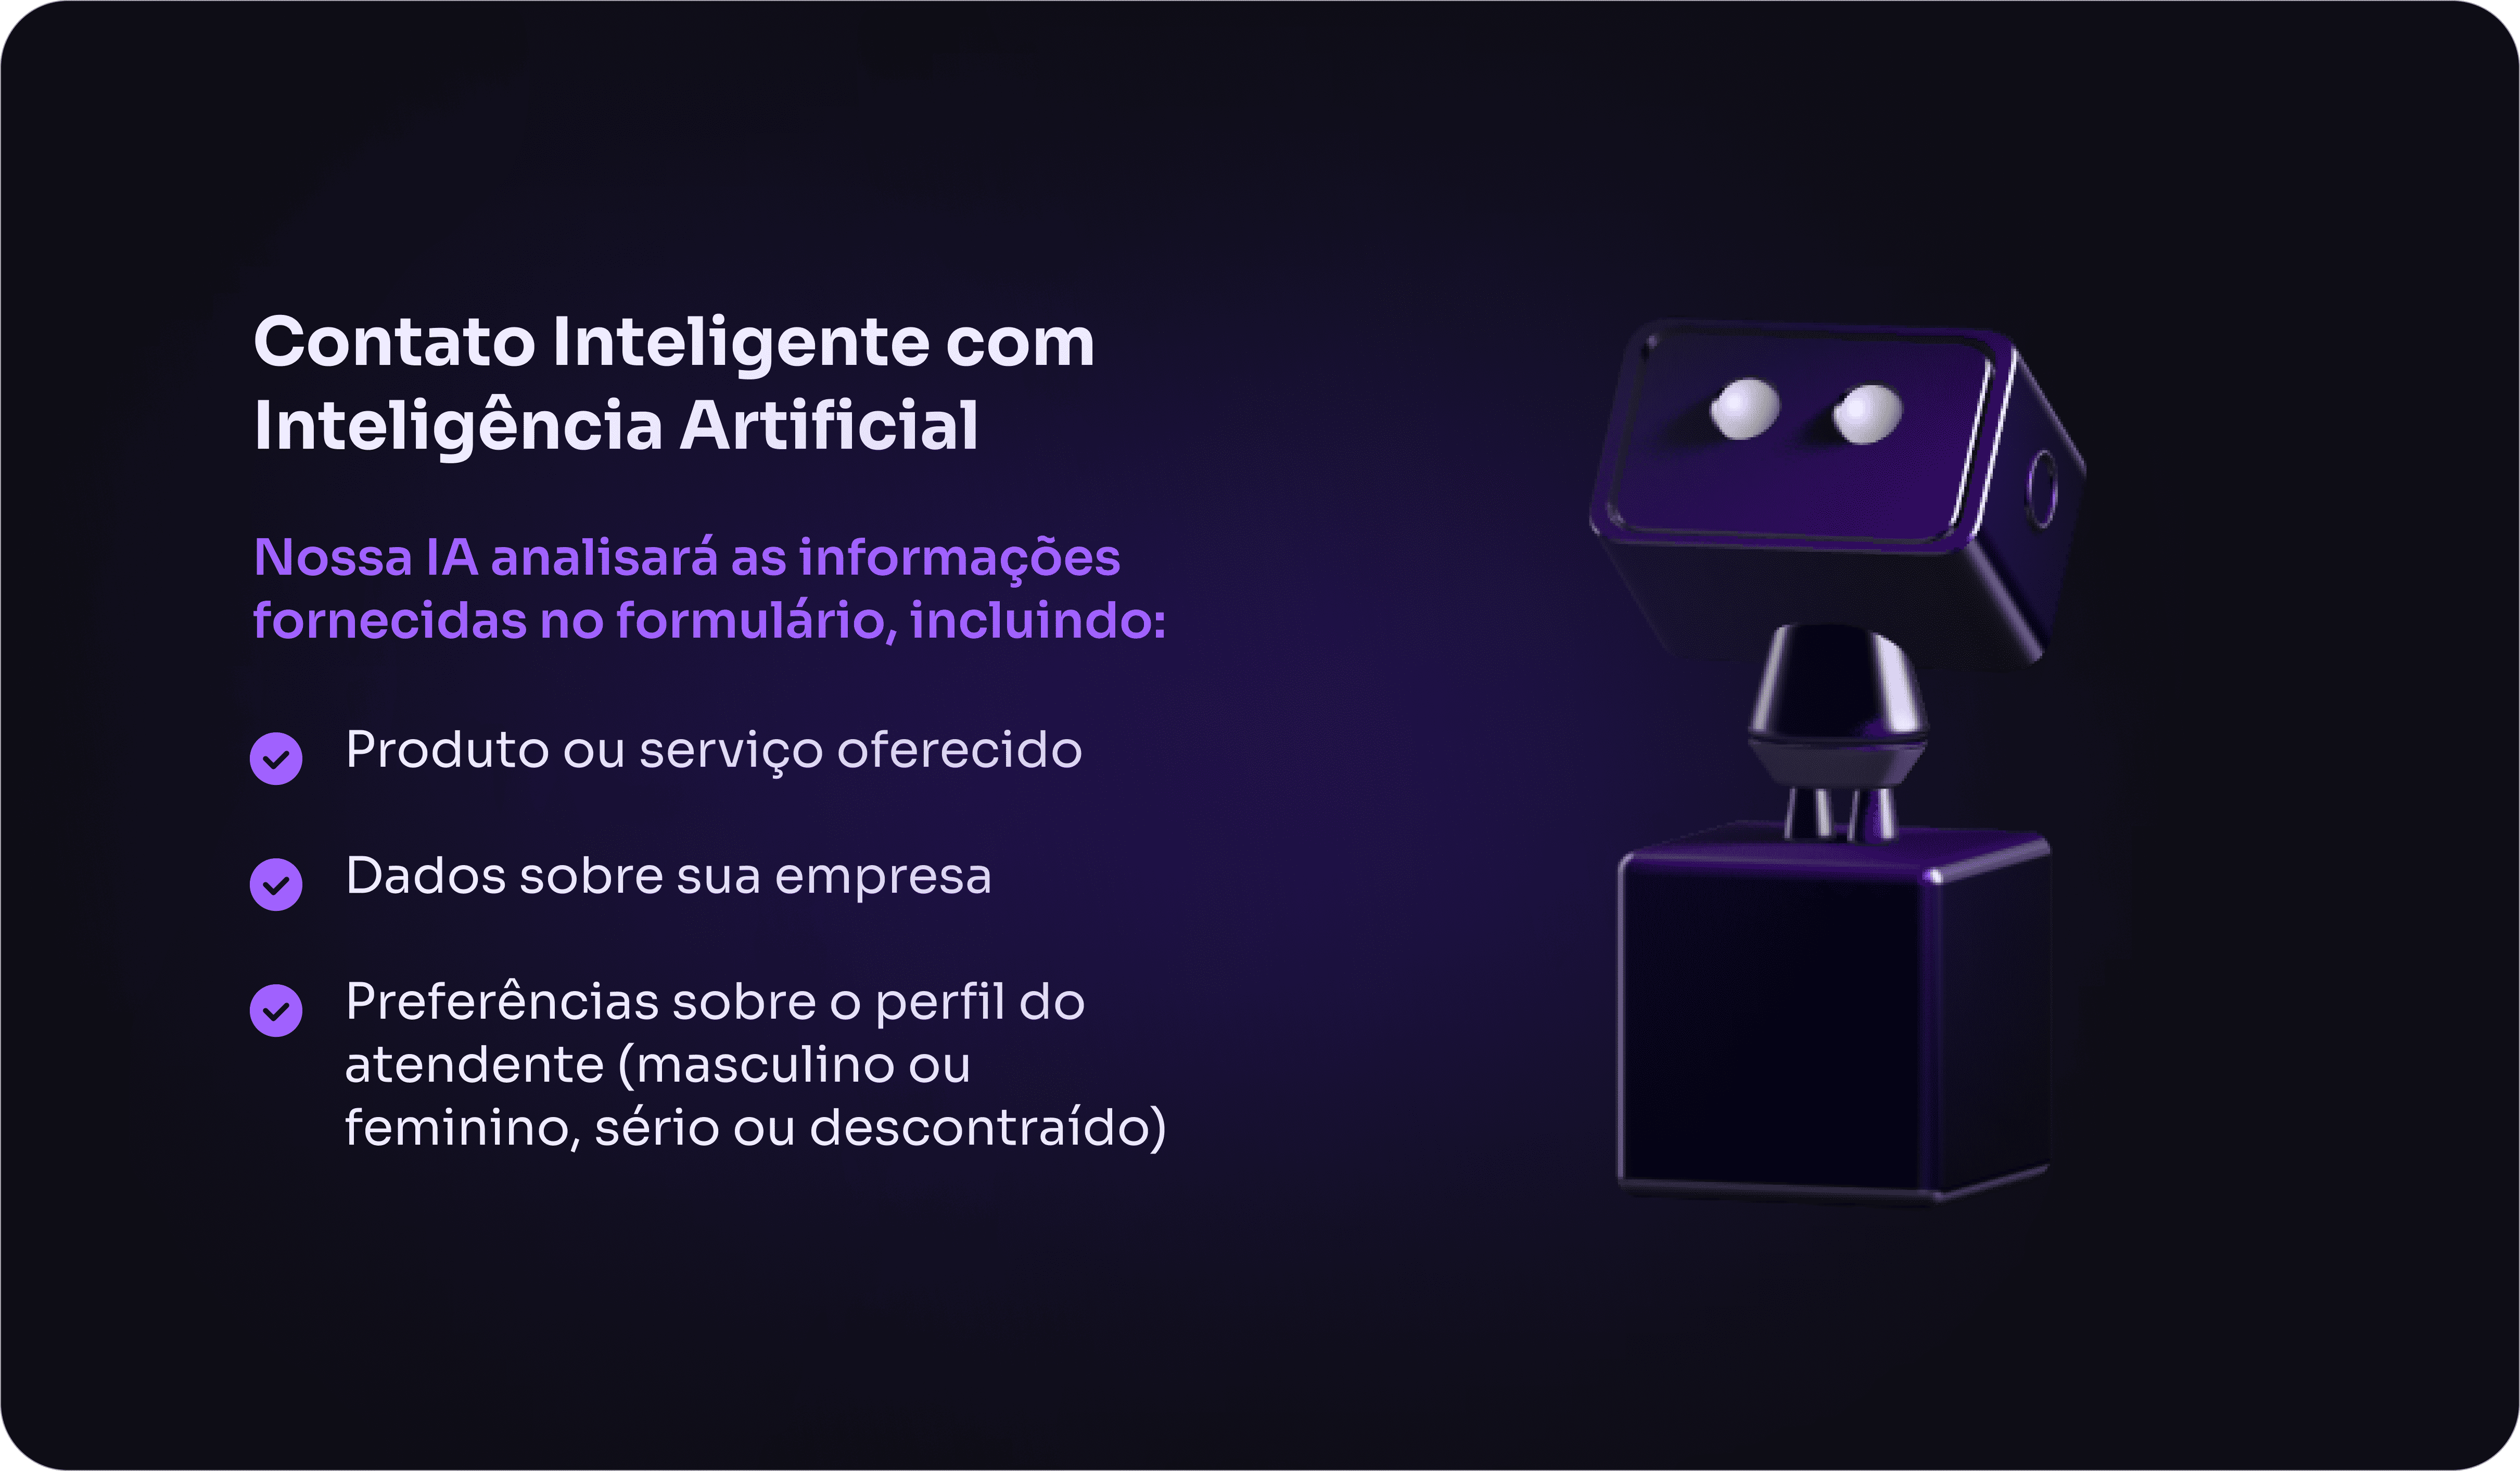 Contato Inteligente com
Inteligência Artificial
Nossa IA analisará as informações
fornecidas no formulário, incluindo:
Produto ou serviço oferecido
Dados sobre sua empresa
Preferências sobre o perfil do
atendente (masculino ou
feminino, sério ou descontraído)